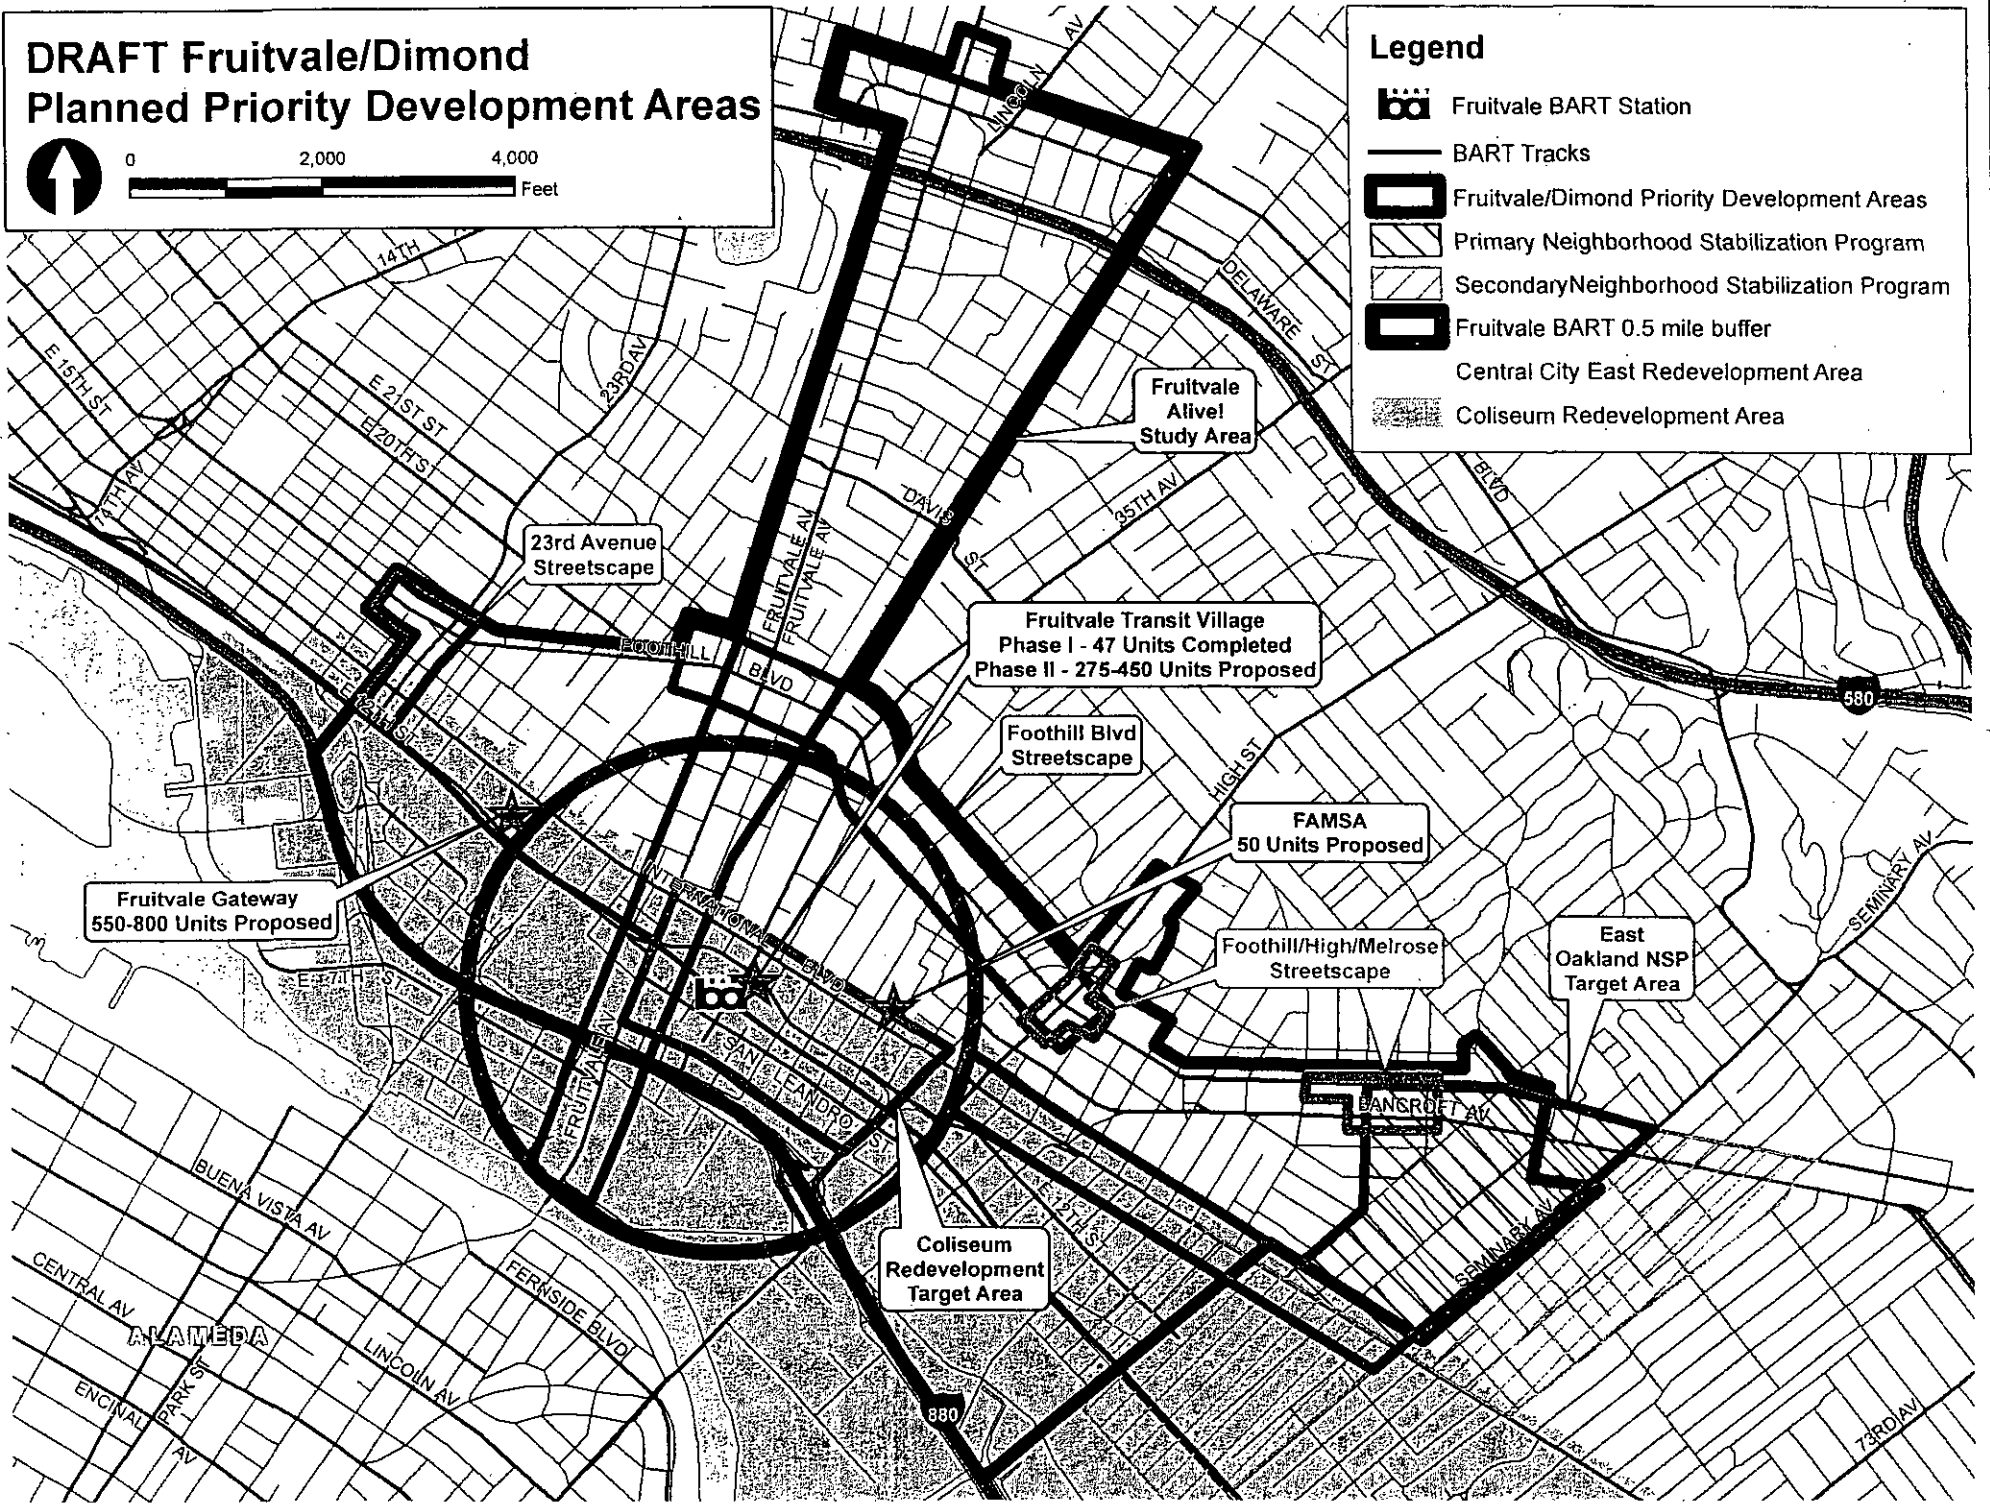 DRAFT Fruitvale/Dimond
Planned Priority Development Areas
0 2,000 4,000
Feet
Legend
BART
ba Fruitvale BART Station
BART Tracks
Fruitvale/Dimond Priority Development Areas
Primary Neighborhood Stabilization Program
SecondaryNeighborhood Stabilization Program
Fruitvale BART 0.5 mile buffer
Central City East Redevelopment Area
Coliseum Redevelopment Area
AV
LINCOLN
14TH
DELAWARE
ST
23RD AV
E 15TH ST
E 21ST ST
E 20TH ST
Fruitvale
Alive!
Study Area
14TH AV
DAVIS
ST
35TH AV
BLVD
23rd Avenue
Streetscape
FRUITVALE AV
FRUITVALE AV
Fruitvale Transit Village
Phase I - 47 Units Completed
Phase II - 275-450 Units Proposed
FOOTHILL
BLVD
580
E 12TH ST
Foothill Blvd
Streetscape
HIGH ST
FAMSA
50 Units Proposed
SEMINARY AV
Fruitvale Gateway
550-800 Units Proposed
INTERNATIONAL BLVD
Foothill/High/Melrose
Streetscape
East
Oakland NSP
Target Area
E 7TH ST
BART
ba
SAN LEANDRO ST
FRUITVALE AV
BANCROFT AV
BUENA VISTA AV
E 12TH ST
SEMINARY AV
Coliseum
Redevelopment
Target Area
CENTRAL AV
FERNSIDE BLVD
ALAMEDA
LINCOLN AV
PARK ST
ENCINAL
AV
880
73RD AV